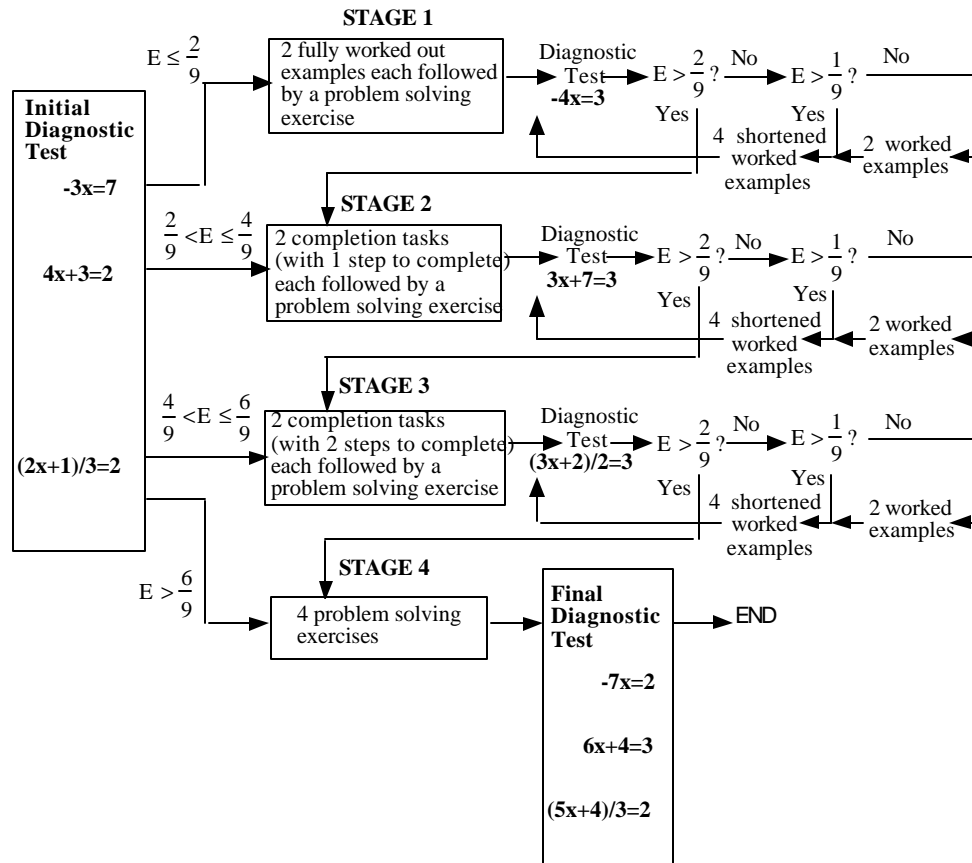 STAGE 1
E ≤ 2/9
2 fully worked out
examples each followed
by a problem solving
exercise
Diagnostic
Test
-4x=3
E > 2/9 ?
No
E > 1/9 ?
No
Yes
Yes
4 shortened
worked
examples
2 worked
examples
Initial
Diagnostic
Test
-3x=7
4x+3=2
(2x+1)/3=2
STAGE 2
2/9 <E ≤ 4/9
2 completion tasks
(with 1 step to complete)
each followed by a
problem solving exercise
Diagnostic
Test
3x+7=3
E > 2/9 ?
No
E > 1/9 ?
No
Yes
Yes
4 shortened
worked
examples
2 worked
examples
STAGE 3
4/9 <E ≤ 6/9
2 completion tasks
(with 2 steps to complete)
each followed by a
problem solving exercise
Diagnostic
Test
(3x+2)/2=3
E > 2/9 ?
No
E > 1/9 ?
No
Yes
Yes
4 shortened
worked
examples
2 worked
examples
STAGE 4
E > 6/9
4 problem solving
exercises
Final
Diagnostic
Test
-7x=2
6x+4=3
(5x+4)/3=2
END